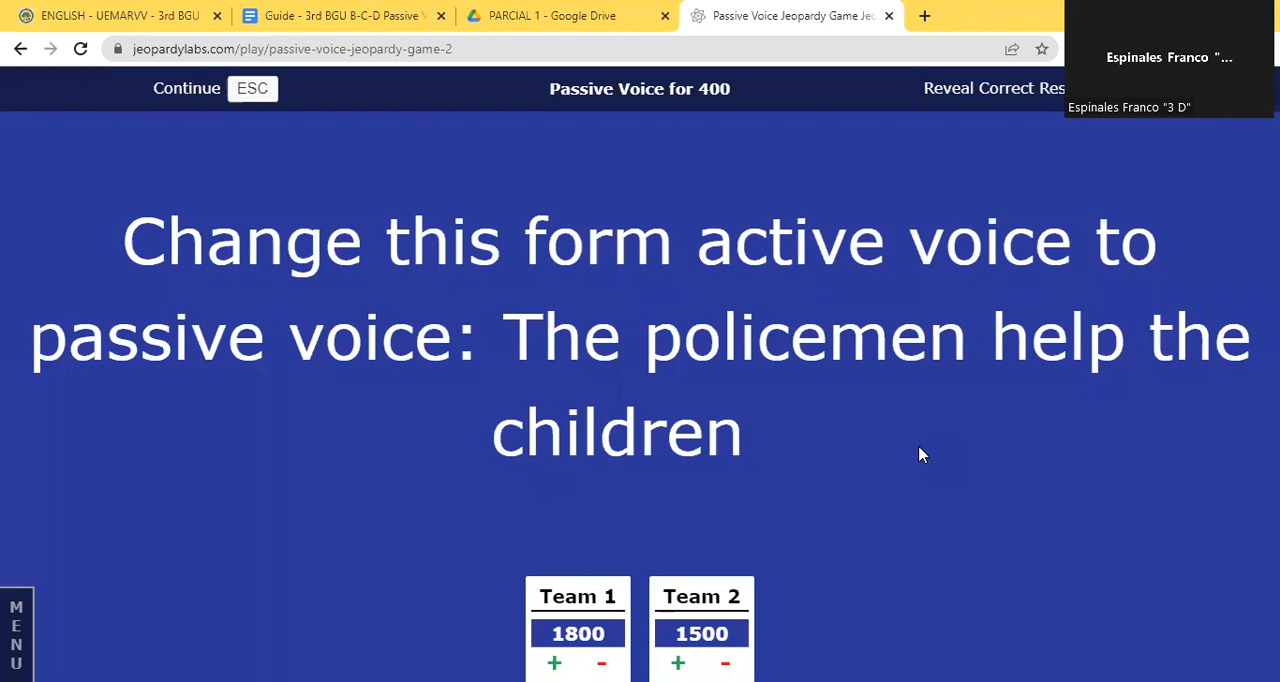 ENGLISH - UEMARVV - 3rd BGU
Guide - 3rd BGU B-C-D Passive V
PARCIAL 1 - Google Drive
Passive Voice Jeopardy Game Jeo
jeopardylabs.com/play/passive-voice-jeopardy-game-2
Espinales Franco "...
Espinales Franco "3 D"
Continue ESC
Passive Voice for 400
Reveal Correct Res
Change this form active voice to
passive voice: The policemen help the
children
MENU
Team 1
1800
+ -
Team 2
1500
+ -